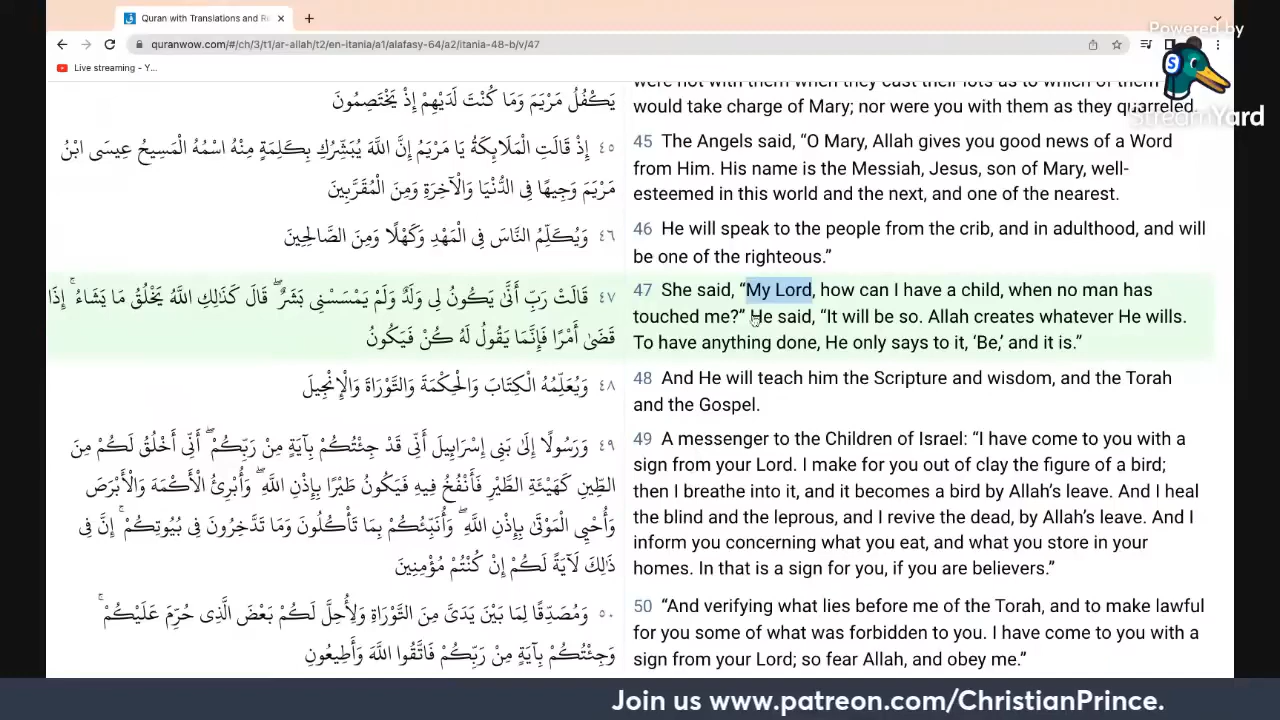 Quran with Translations and Re
quranwow.com/#/ch/3/t1/ar-allah/t2/en-itania/a1/alafasy-64/a2/itania-48-b/v/47
Live streaming - Y...
Powered by
StreamYard
يَكْفُلُ مَرْيَمَ وَمَا كُنْتَ لَدَيْهِمْ إِذْ يَخْتَصِمُونَ
were not with them when they cast their lots as to which of them
would take charge of Mary; nor were you with them as they quarreled.
٤٥ إِذْ قَالَتِ الْمَلَائِكَةُ يَا مَرْيَمُ إِنَّ اللَّهَ يُبَشِّرُكِ بِكَلِمَةٍ مِنْهُ اسْمُهُ الْمَسِيحُ عِيسَى ابْنُ
مَرْيَمَ وَجِيهًا فِي الدُّنْيَا وَالْآخِرَةِ وَمِنَ الْمُقَرَّبِينَ
45 The Angels said, “O Mary, Allah gives you good news of a Word
from Him. His name is the Messiah, Jesus, son of Mary, well-
esteemed in this world and the next, and one of the nearest.
٤٦ وَيُكَلِّمُ النَّاسَ فِي الْمَهْدِ وَكَهْلًا وَمِنَ الصَّالِحِينَ
46 He will speak to the people from the crib, and in adulthood, and will
be one of the righteous.”
٤٧ قَالَتْ رَبِّ أَنَّىٰ يَكُونُ لِي وَلَدٌ وَلَمْ يَمْسَسْنِي بَشَرٌ ۖ قَالَ كَذَٰلِكِ اللَّهُ يَخْلُقُ مَا يَشَاءُ ۚ إِذَا
قَضَىٰ أَمْرًا فَإِنَّمَا يَقُولُ لَهُ كُنْ فَيَكُونُ
47 She said, “My Lord, how can I have a child, when no man has
touched me?” He said, “It will be so. Allah creates whatever He wills.
To have anything done, He only says to it, ‘Be,’ and it is.”
٤٨ وَيُعَلِّمُهُ الْكِتَابَ وَالْحِكْمَةَ وَالتَّوْرَاةَ وَالْإِنْجِيلَ
48 And He will teach him the Scripture and wisdom, and the Torah
and the Gospel.
٤٩ وَرَسُولًا إِلَىٰ بَنِي إِسْرَائِيلَ أَنِّي قَدْ جِئْتُكُمْ بِآيَةٍ مِنْ رَبِّكُمْ ۖ أَنِّي أَخْلُقُ لَكُمْ مِنَ
الطِّينِ كَهَيْئَةِ الطَّيْرِ فَأَنْفُخُ فِيهِ فَيَكُونُ طَيْرًا بِإِذْنِ اللَّهِ ۖ وَأُبْرِئُ الْأَكْمَهَ وَالْأَبْرَصَ
وَأُحْيِي الْمَوْتَىٰ بِإِذْنِ اللَّهِ ۖ وَأُنَبِّئُكُمْ بِمَا تَأْكُلُونَ وَمَا تَدَّخِرُونَ فِي بُيُوتِكُمْ ۚ إِنَّ فِي
ذَٰلِكَ لَآيَةً لَكُمْ إِنْ كُنْتُمْ مُؤْمِنِينَ
49 A messenger to the Children of Israel: “I have come to you with a
sign from your Lord. I make for you out of clay the figure of a bird;
then I breathe into it, and it becomes a bird by Allah’s leave. And I heal
the blind and the leprous, and I revive the dead, by Allah’s leave. And I
inform you concerning what you eat, and what you store in your
homes. In that is a sign for you, if you are believers.”
٥٠ وَمُصَدِّقًا لِمَا بَيْنَ يَدَيَّ مِنَ التَّوْرَاةِ وَلِأُحِلَّ لَكُمْ بَعْضَ الَّذِي حُرِّمَ عَلَيْكُمْ ۚ
وَجِئْتُكُمْ بِآيَةٍ مِنْ رَبِّكُمْ فَاتَّقُوا اللَّهَ وَأَطِيعُونِ
50 “And verifying what lies before me of the Torah, and to make lawful
for you some of what was forbidden to you. I have come to you with a
sign from your Lord; so fear Allah, and obey me.”
Join us www.patreon.com/ChristianPrince.